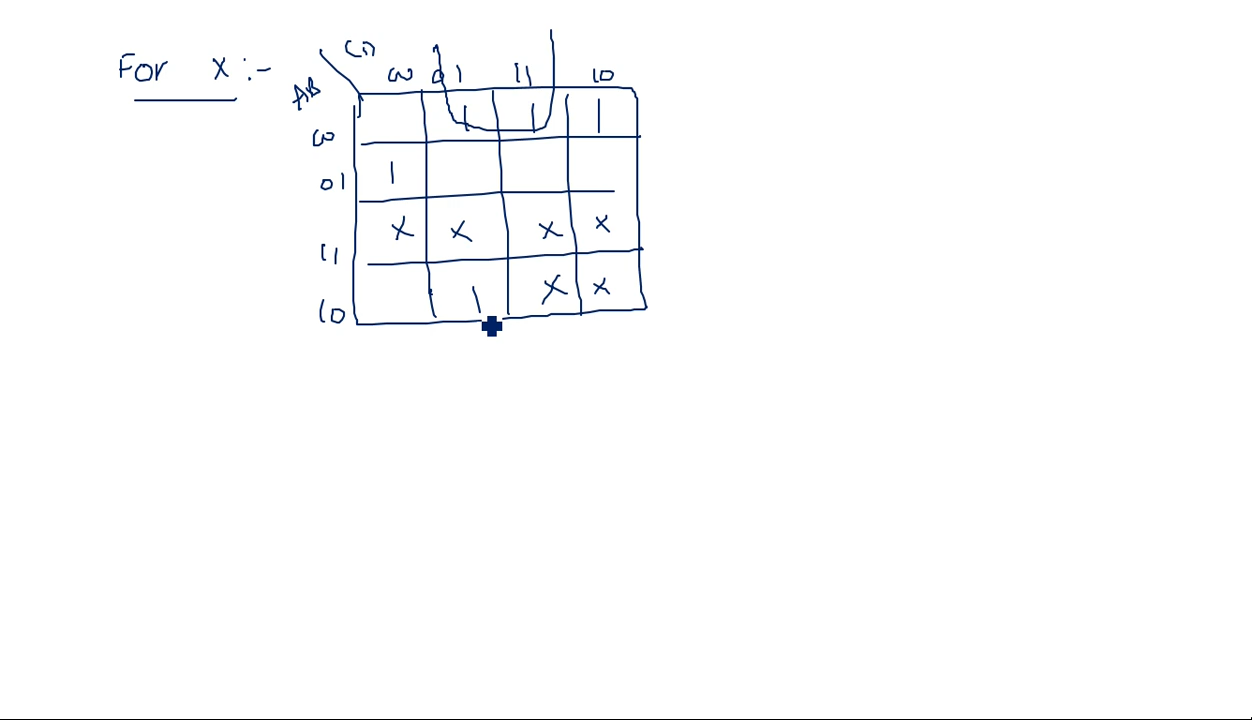 For X :-
CD
AB 00 01 11 10
00 1 1 1
01 1
11 X X X X
10 1 X X